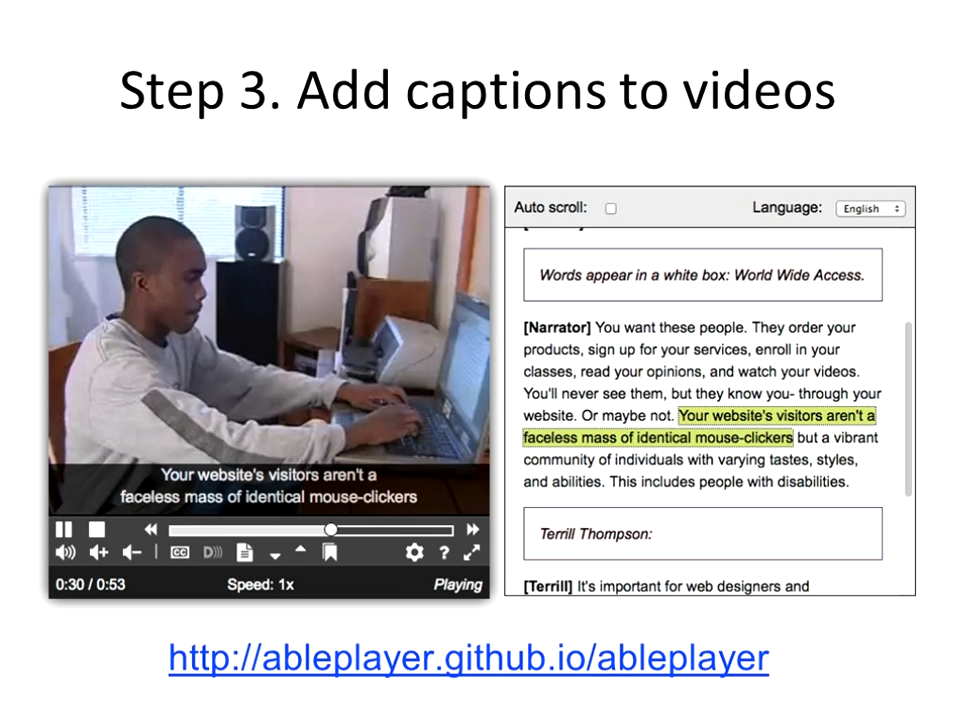 Step 3. Add captions to videos
Your website's visitors aren't a
faceless mass of identical mouse-clickers
CC
D
?
0:30 / 0:53
Speed: 1x
Playing
Auto scroll:
Language:
English
Words appear in a white box: World Wide Access.
[Narrator] You want these people. They order your
products, sign up for your services, enroll in your
classes, read your opinions, and watch your videos.
You'll never see them, but they know you- through your
website. Or maybe not. Your website's visitors aren't a
faceless mass of identical mouse-clickers but a vibrant
community of individuals with varying tastes, styles,
and abilities. This includes people with disabilities.
Terrill Thompson:
[Terrill] It's important for web designers and
http://ableplayer.github.io/ableplayer